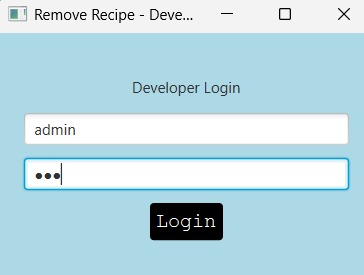 Remove Recipe - Deve...
Developer Login
admin
●●●
Login